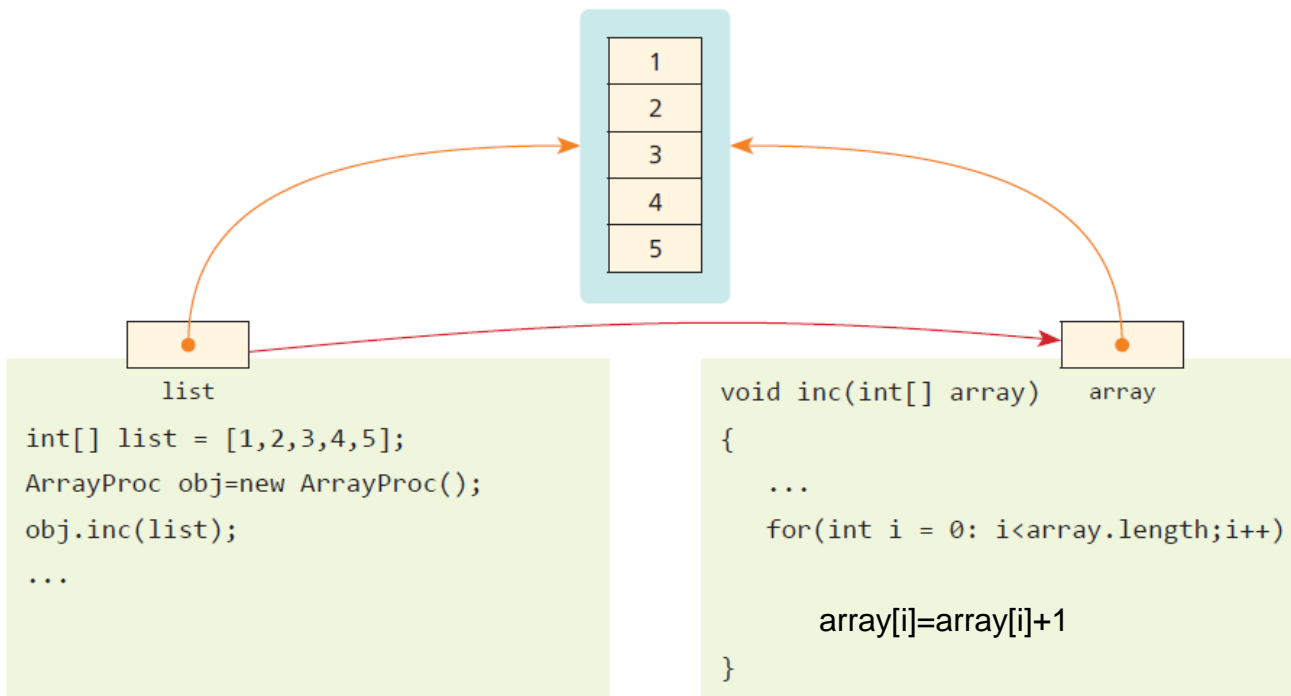 1
2
3
4
5
list
int[] list = [1,2,3,4,5];
ArrayProc obj=new ArrayProc();
obj.inc(list);
...
void inc(int[] array) array
{
...
for(int i = 0: i<array.length;i++)
array[i]=array[i]+1
}